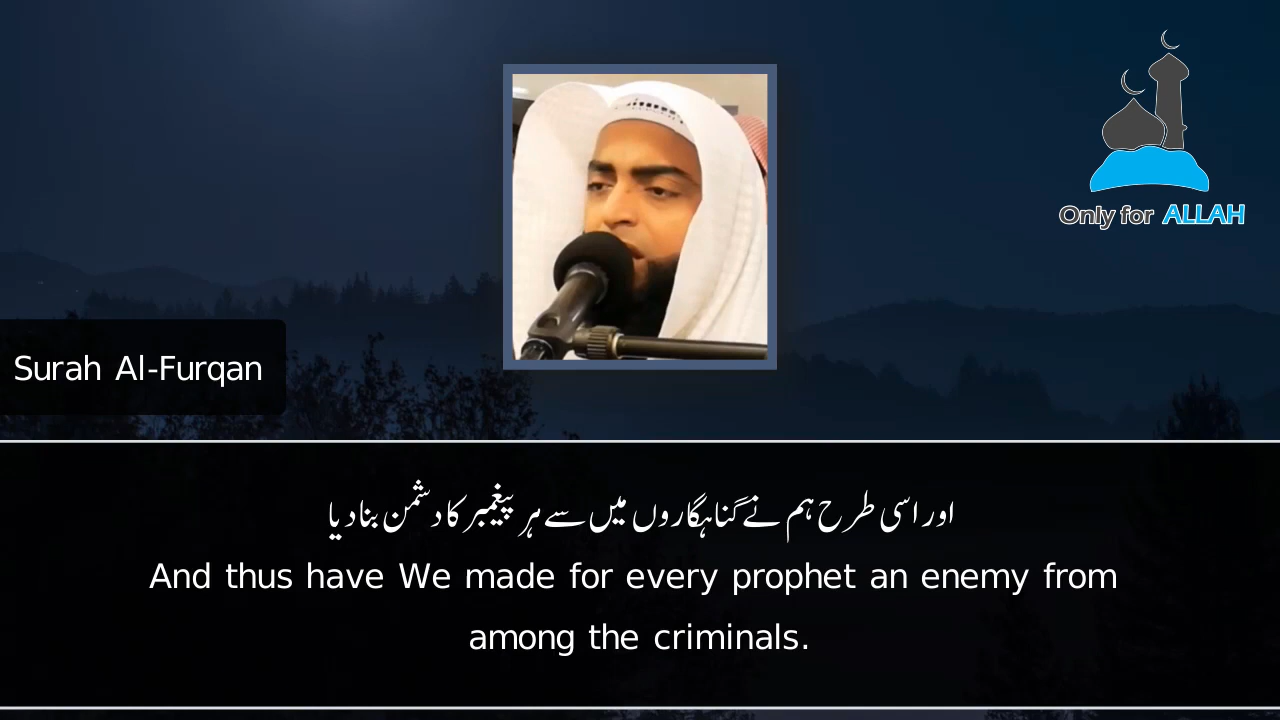 Only for ALLAH
Surah Al-Furqan
اور اسی طرح ہم نے گناہگاروں میں سے ہر پیغمبر کا دشمن بنا دیا
And thus have We made for every prophet an enemy from
among the criminals.